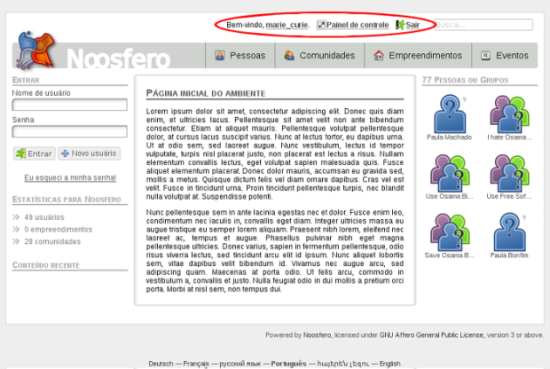 Bem-vindo, marie_curie. Painel de controle Sair Busca...
Noosfero
Pessoas Comunidades Empreendimentos Eventos
ENTRAR
Nome de usuário
Senha
Entrar Novo usuário
Eu esqueci a minha senha!
ESTATÍSTICAS PARA NOOSFERO
49 usuários
0 empreendimentos
28 comunidades
CONTEÚDO RECENTE
PÁGINA INICIAL DO AMBIENTE
Lorem ipsum dolor sit amet, consectetur adipiscing elit. Donec quis diam
enim, et ultricies lacus. Pellentesque sit amet velit non ante bibendum
consectetur. Etiam at aliquet mauris. Pellentesque volutpat pellentesque
dolor, at cursus lacus suscipit varius. Nunc at lectus tortor, eu dapibus urna.
Ut at odio sem, sed laoreet augue. Nunc vestibulum, lectus id tempor
vulputate, turpis nisl placerat justo, non placerat est lectus a risus. Nullam
elementum convallis lectus, eget volutpat sapien malesuada quis. Fusce
aliquet elementum placerat. Donec dolor mauris, accumsan eu gravida sed,
mollis a metus. Quisque dictum felis vel diam ornare dapibus. Cras vel est
velit. Fusce in tincidunt urna. Proin tincidunt pellentesque turpis, nec blandit
nulla volutpat at. Suspendisse potenti.
Nunc pellentesque sem in ante lacinia egestas nec et dolor. Fusce enim leo,
condimentum nec iaculis in, convallis eget diam. Integer ultricies massa eu
augue tristique eu semper lorem aliquam. Praesent nibh lorem, eleifend nec
laoreet ac, tempus et augue. Phasellus pulvinar nibh eget magna
pellentesque ultricies. Donec varius, sapien in fermentum pellentesque, odio
risus viverra lectus, sed tincidunt arcu elit id ipsum. Nunc aliquet lobortis
sem, vitae dapibus velit bibendum id. Vivamus nec augue arcu, sed
adipiscing quam. Maecenas at porta odio. Ut felis arcu, commodo in
vestibulum a, convallis et justo. Nulla feugiat odio in dui mollis a pretium orci
porta. Morbi at nisl sem, non tempus dui.
77 PESSOAS OU GRUPOS
Paula Machado I hate Osama...
Use Osama Bi... Use Free Sof...
Save Osama B... Paula Bonfim
Powered by Noosfero, licensed under GNU Affero General Public License, version 3 or above.
Deutsch — Français — русский язык — Português — հայերէն լեզու — English